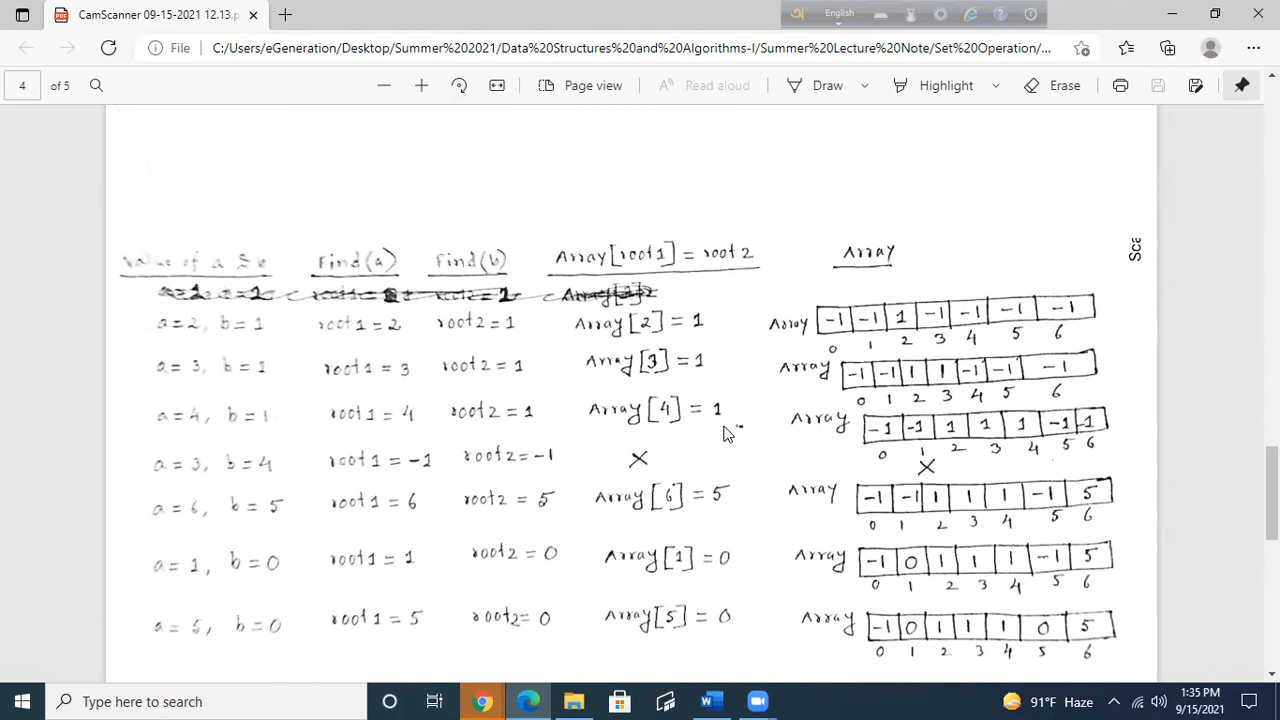 CamScanner 09-15-2021 12.13.p
English
File C:/Users/eGeneration/Desktop/Summer%202021/Data%20Structures%20and%20Algorithms-I/Summer%20Lecture%20Note/Set%20Operation/...
4 of 5 Page view Read aloud Draw Highlight Erase
Sca
Value of a & b Find(a) Find(b) Array[root1] = root2 Array
a=2, b=1 root1=2 root2=1 Array[2] = 1 Array -1 -1 1 -1 -1 -1 -1
0 1 2 3 4 5 6
a=3, b=1 root1=3 root2=1 Array[3] = 1 Array -1 -1 1 1 -1 -1 -1
0 1 2 3 4 5 6
a=4, b=1 root1=4 root2=1 Array[4] = 1 Array -1 -1 1 1 1 -1 -1
0 1 2 3 4 5 6
a=3, b=4 root1=-1 root2=-1 X X
a=6, b=5 root1=6 root2=5 Array[6] = 5 Array -1 -1 1 1 1 -1 5
0 1 2 3 4 5 6
a=1, b=0 root1=1 root2=0 Array[1] = 0 Array -1 0 1 1 1 -1 5
0 1 2 3 4 5 6
a=5, b=0 root1=5 root2=0 Array[5] = 0 Array -1 0 1 1 1 0 5
0 1 2 3 4 5 6
Type here to search 91°F Haze 1:35 PM
9/15/2021